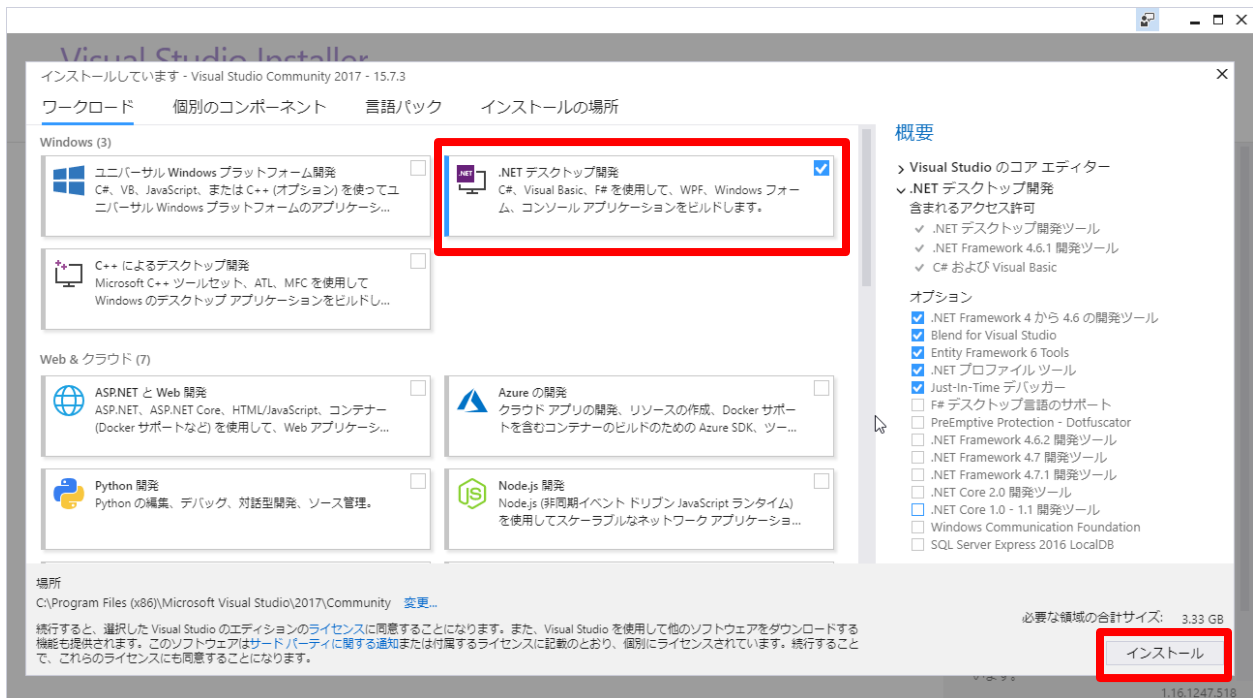 Visual Studio Installer
インストールしています - Visual Studio Community 2017 - 15.7.3
ワークロード 個別のコンポーネント 言語パック インストールの場所
Windows (3)
ユニバーサル Windows プラットフォーム開発
C#、VB、JavaScript、または C++ (オプション) を使ってユ
ニバーサル Windows プラットフォームのアプリケーシ...
.NET
.NET デスクトップ開発
C#、Visual Basic、F# を使用して、WPF、Windows フォー
ム、コンソール アプリケーションをビルドします。
C++ によるデスクトップ開発
Microsoft C++ ツールセット、ATL、MFC を使用して
Windows のデスクトップ アプリケーションをビルドし...
Web & クラウド (7)
ASP.NET と Web 開発
ASP.NET、ASP.NET Core、HTML/JavaScript、コンテナー
(Docker サポートなど) を使用して、Web アプリケーシ...
Azure の開発
クラウド アプリの開発、リソースの作成、Docker サポー
トを含むコンテナーのビルドのための Azure SDK、ツー...
Python 開発
Python の編集、デバッグ、対話型開発、ソース管理。
Node.js 開発
Node.js (非同期イベント ドリブン JavaScript ランタイム)
を使用してスケーラブルなネットワーク アプリケーショ...
概要
Visual Studio のコア エディター
.NET デスクトップ開発
含まれるアクセス許可
.NET デスクトップ開発ツール
.NET Framework 4.6.1 開発ツール
C# および Visual Basic
オプション
.NET Framework 4 から 4.6 の開発ツール
Blend for Visual Studio
Entity Framework 6 Tools
.NET プロファイル ツール
Just-In-Time デバッガー
F# デスクトップ言語のサポート
PreEmptive Protection - Dotfuscator
.NET Framework 4.6.2 開発ツール
.NET Framework 4.7 開発ツール
.NET Framework 4.7.1 開発ツール
.NET Core 2.0 開発ツール
.NET Core 1.0 - 1.1 開発ツール
Windows Communication Foundation
SQL Server Express 2016 LocalDB
場所
C:\Program Files (x86)\Microsoft Visual Studio\2017\Community 変更...
続行すると、選択した Visual Studio のエディションのライセンスに同意することになります。また、Visual Studio を使用して他のソフトウェアをダウンロードする
機能も提供されます。このソフトウェアはサード パーティに関する通知または付属するライセンスに記載のとおり、個別にライセンスされています。続行すること
で、これらのライセンスにも同意することになります。
必要な領域の合計サイズ: 3.33 GB
インストール
います。
1.16.1247.518